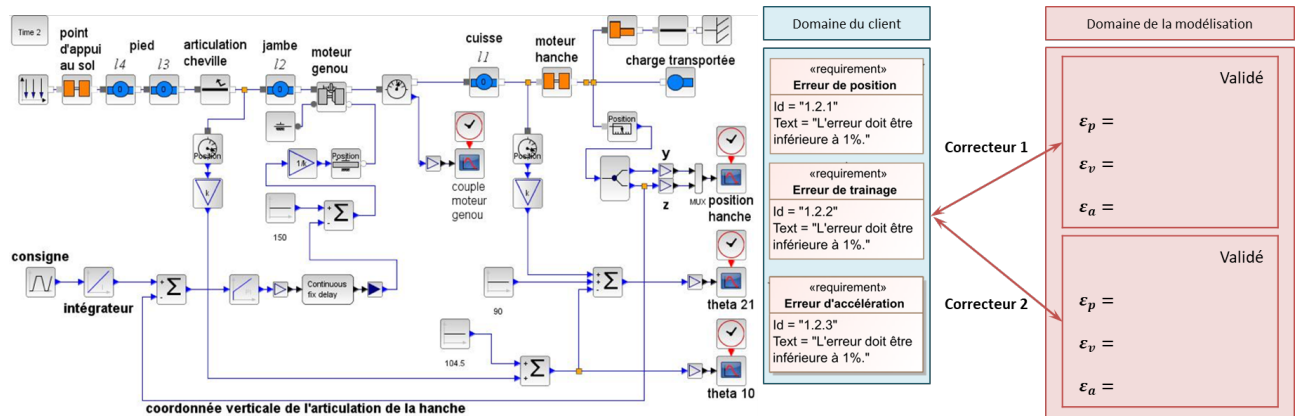 Time 2
point
d'appui
au sol
pied
l4
l3
articulation
cheville
jambe
l2
moteur
genou
cuisse
l1
moteur
hanche
charge transportée
Position
1/k
Position
Position
Position
k
k
couple
moteur
genou
y
z
MUX
position
hanche
150
consigne
intégrateur
Σ
Σ
Continuous
fix delay
90
Σ
theta 21
104.5
Σ
theta 10
coordonnée verticale de l'articulation de la hanche
Domaine du client
«requirement»
Erreur de position
Id = "1.2.1"
Text = "L'erreur doit être
inférieure à 1%."
«requirement»
Erreur de trainage
Id = "1.2.2"
Text = "L'erreur doit être
inférieure à 1%."
«requirement»
Erreur d'accélération
Id = "1.2.3"
Text = "L'erreur doit être
inférieure à 1%."
Correcteur 1
Correcteur 2
Domaine de la modélisation
Validé
εp =
εv =
εa =
Validé
εp =
εv =
εa =